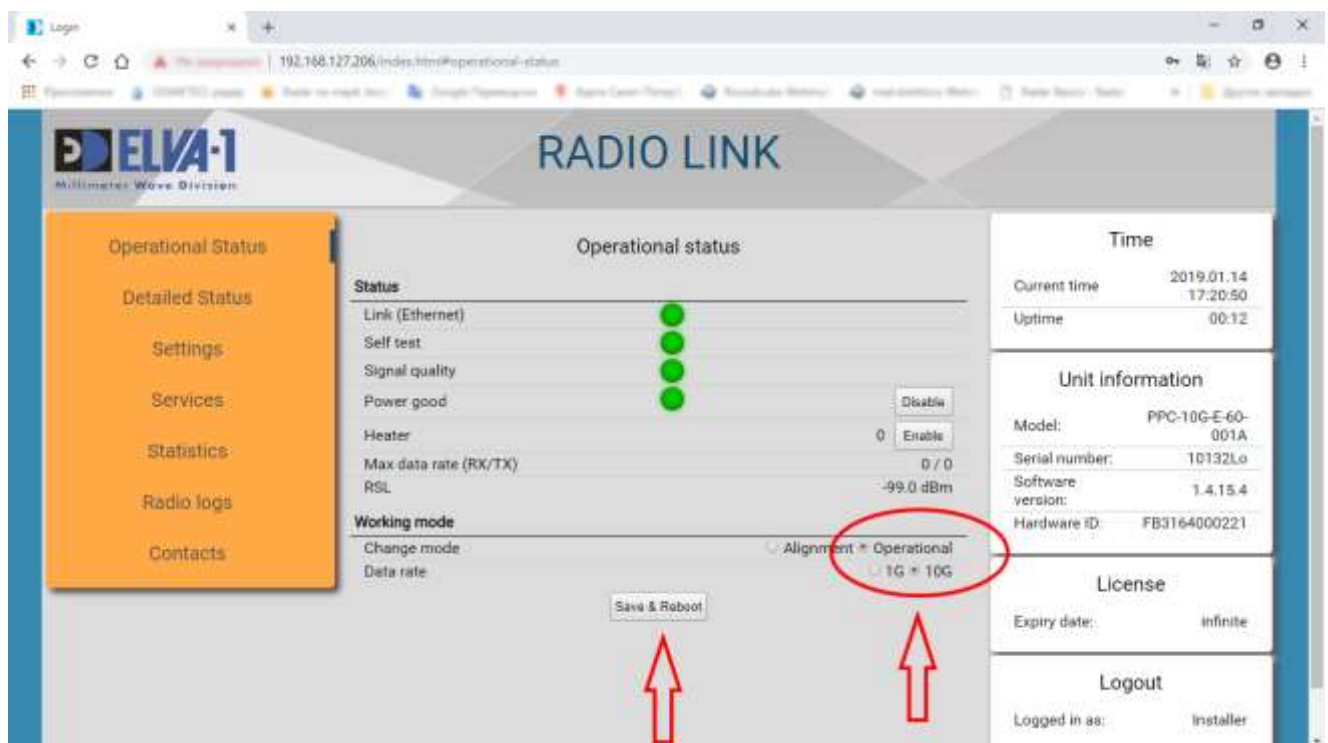 Login
192.168.127.206/index.html#operational-status
ELVA-1
Millimeter Wave Division
RADIO LINK
Operational Status
Detailed Status
Settings
Services
Statistics
Radio logs
Contacts
Operational status
Status
Link (Ethernet)
Self test
Signal quality
Power good Disable
Heater 0 Enable
Max data rate (RX/TX) 0 / 0
RSL -99.0 dBm
Working mode
Change mode Alignment Operational
Data rate 1G 10G
Save & Reboot
Time
Current time 2019.01.14
17:20:50
Uptime 00:12
Unit information
Model: PPC-10G-E-60-
001A
Serial number: 10132Lo
Software
version: 1.4.15.4
Hardware ID: FB3164000221
License
Expiry date: infinite
Logout
Logged in as: Installer